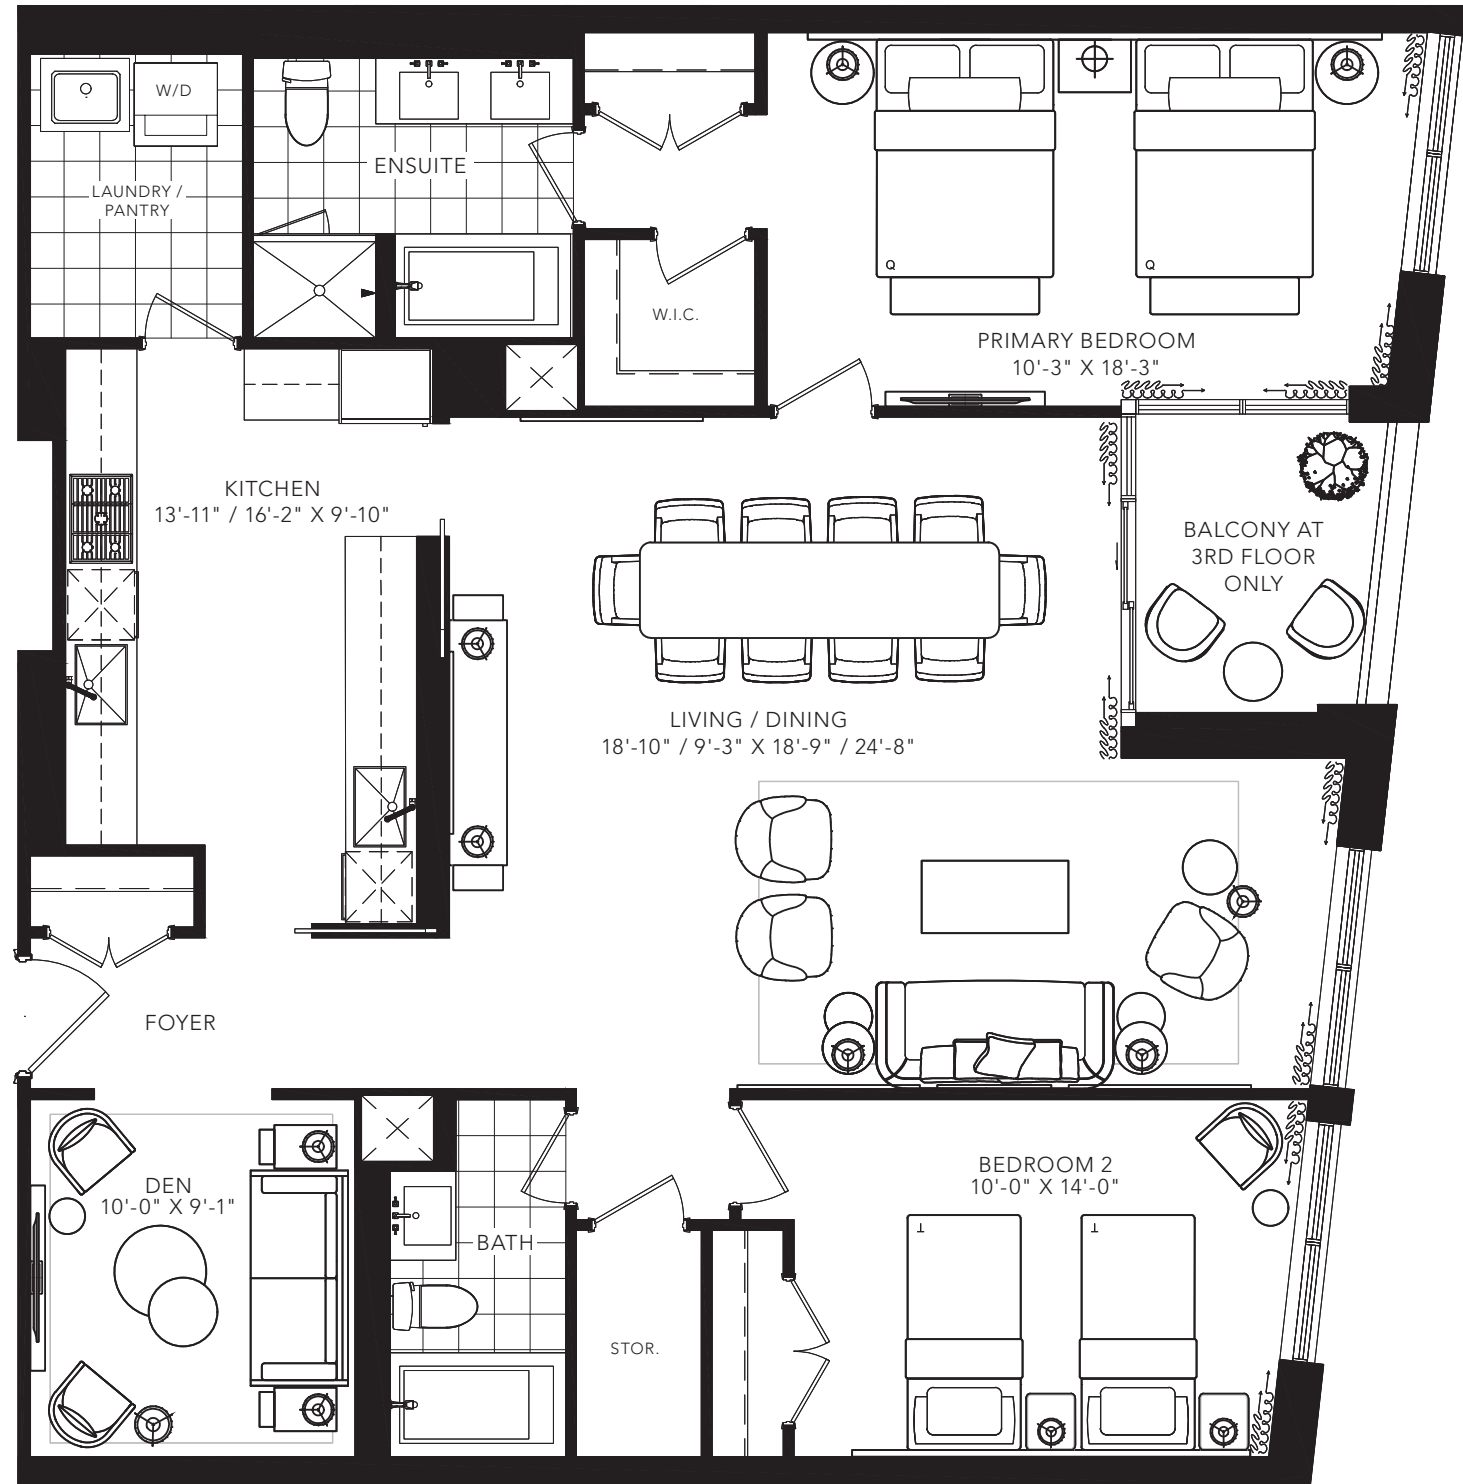 W/D
LAUNDRY /
PANTRY
ENSUITE
W.I.C.
Q
Q
PRIMARY BEDROOM
10'-3" X 18'-3"
KITCHEN
13'-11" / 16'-2" X 9'-10"
BALCONY AT
3RD FLOOR
ONLY
LIVING / DINING
18'-10" / 9'-3" X 18'-9" / 24'-8"
FOYER
DEN
10'-0" X 9'-1"
BATH
STOR.
BEDROOM 2
10'-0" X 14'-0"
T
T